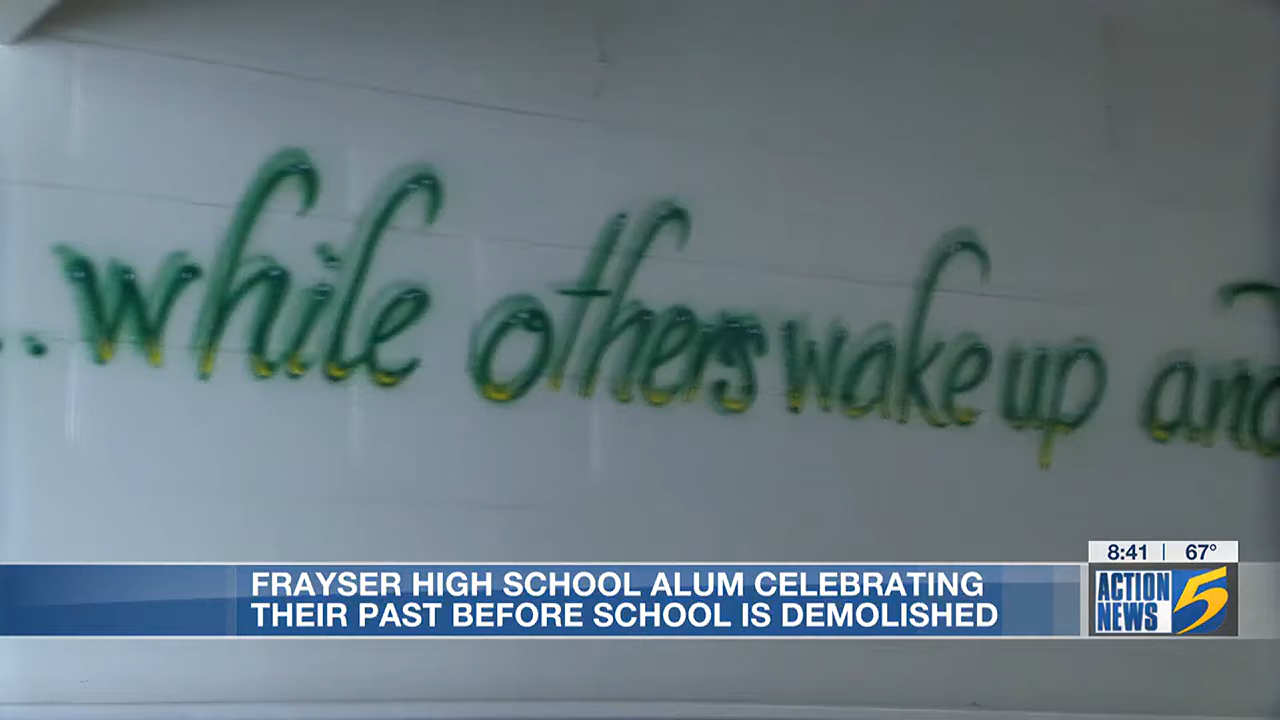 ..while others wake up and
FRAYSER HIGH SCHOOL ALUM CELEBRATING
THEIR PAST BEFORE SCHOOL IS DEMOLISHED
8:41 | 67°
ACTION
NEWS 5